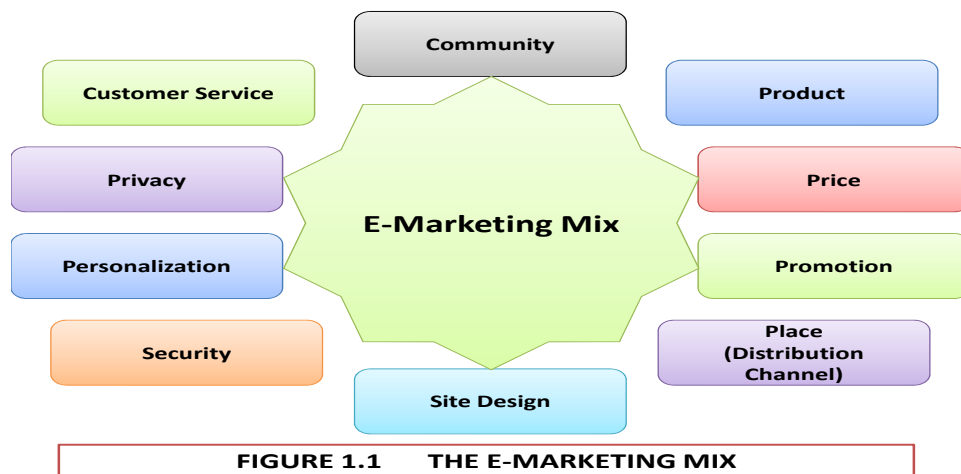 Community
Customer Service
Product
Privacy
Price
E-Marketing Mix
Personalization
Promotion
Security
Place
(Distribution
Channel)
Site Design
FIGURE 1.1 THE E-MARKETING MIX